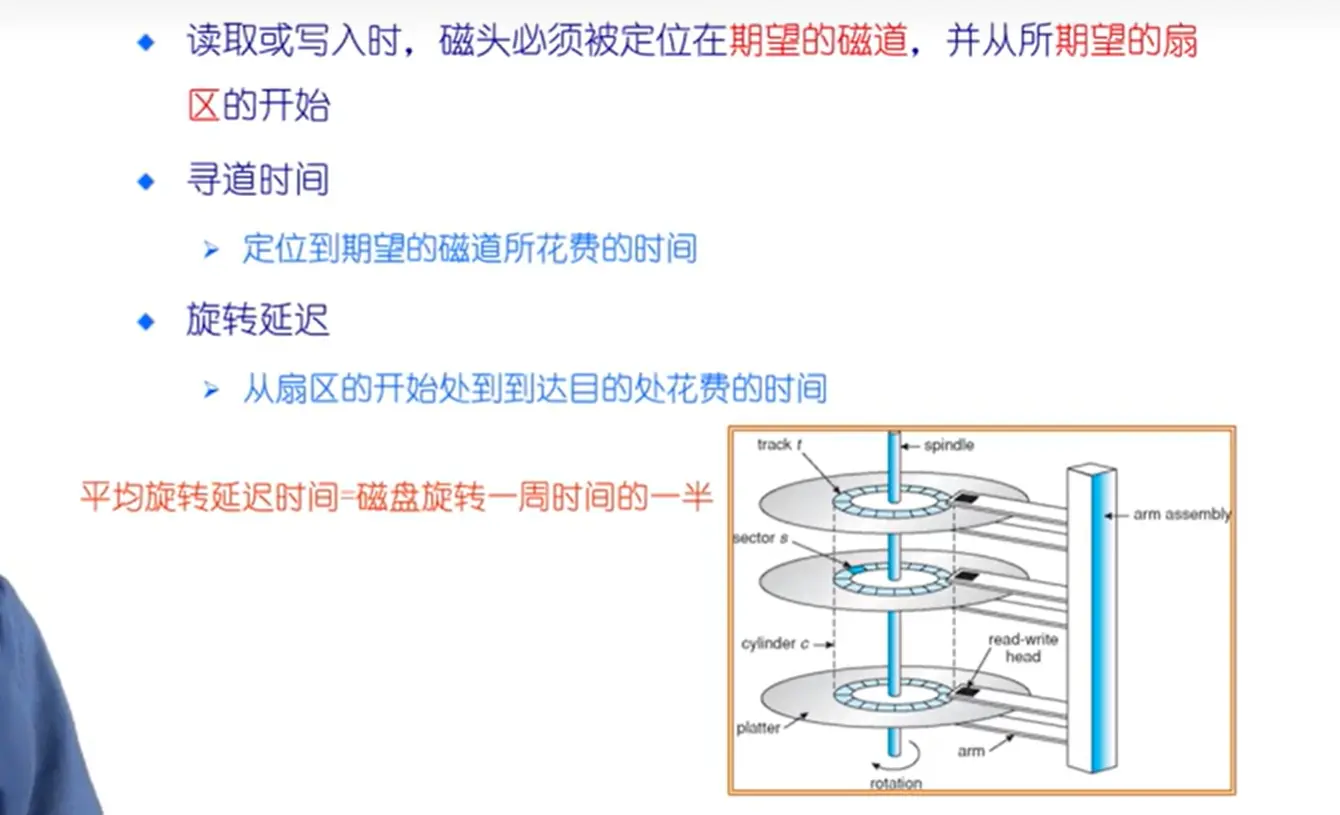 读取或写入时，磁头必须被定位在期望的磁道，并从所期望的扇
区的开始
寻道时间
定位到期望的磁道所花费的时间
旋转延迟
从扇区的开始处到到达目的处花费的时间
平均旋转延迟时间=磁盘旋转一周时间的一半
track t
spindle
arm assembly
sector s
cylinder c
read-write
head
platter
arm
rotation